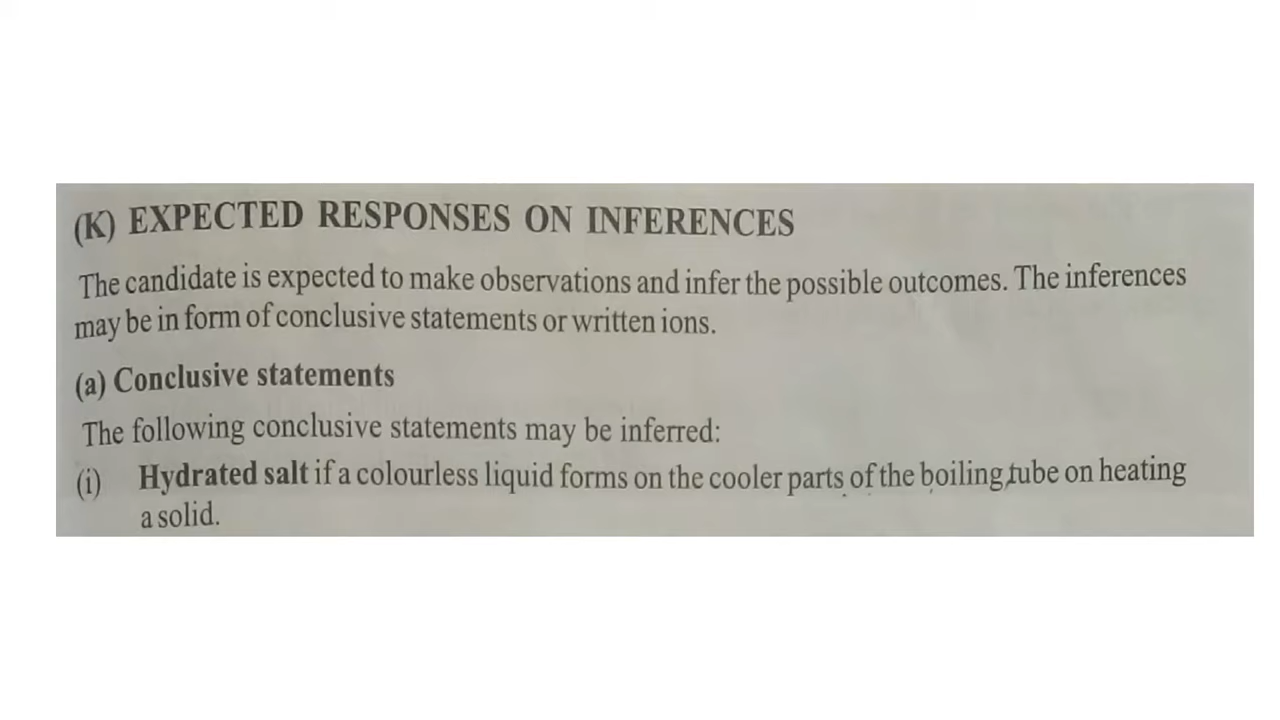 (K) EXPECTED RESPONSES ON INFERENCES
The candidate is expected to make observations and infer the possible outcomes. The inferences
may be in form of conclusive statements or written ions.
(a) Conclusive statements
The following conclusive statements may be inferred:
(i) Hydrated salt if a colourless liquid forms on the cooler parts of the boiling tube on heating
a solid.